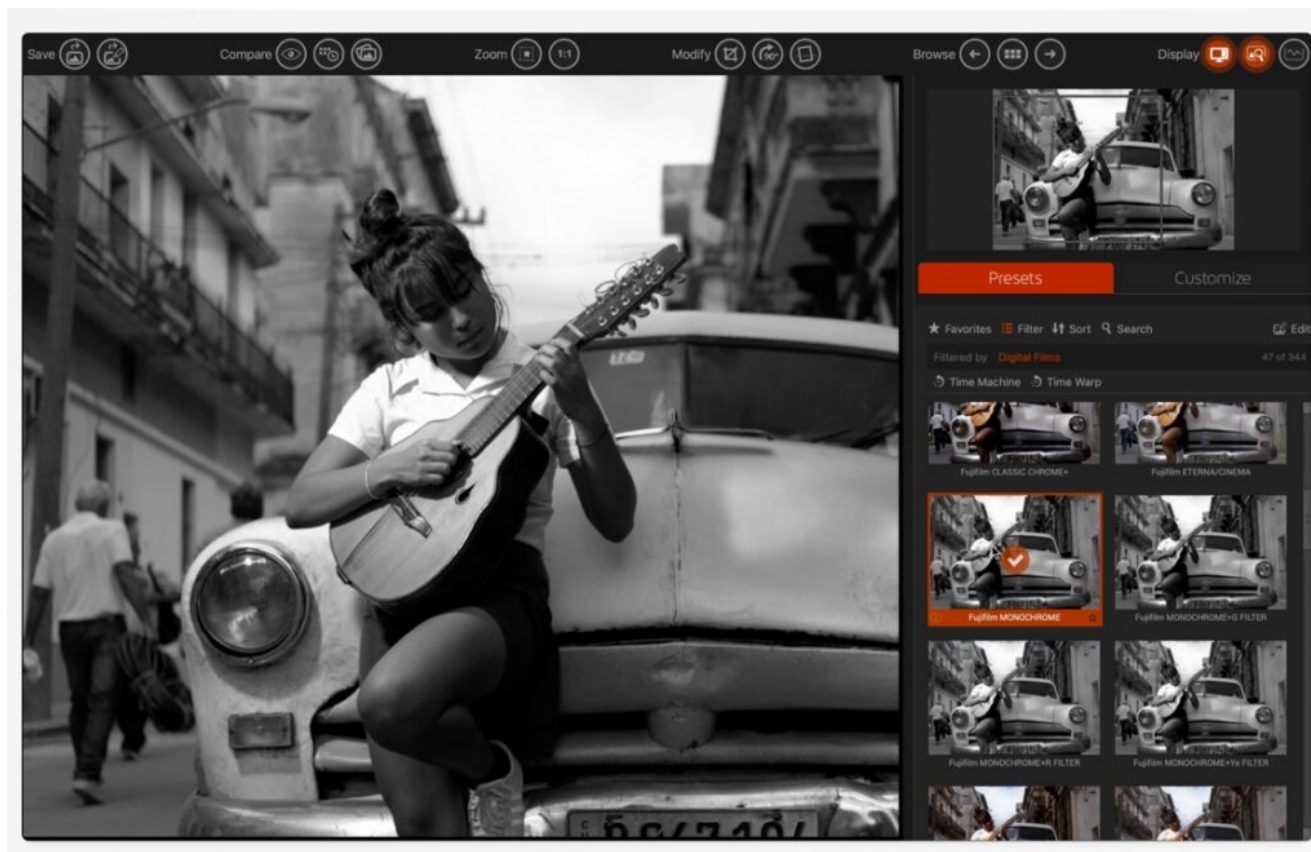 Save Compare Zoom 1:1 Modify 90° Browse Display
Presets Customize
Favorites Filter Sort Search Edit
Filtered by Digital Films 47 of 344
Time Machine Time Warp
Fujifilm CLASSIC CHROME+ Fujifilm ETERNA/CINEMA
Fujifilm MONOCHROME Fujifilm MONOCHROME+G FILTER
Fujifilm MONOCHROME+R FILTER Fujifilm MONOCHROME+Ye FILTER